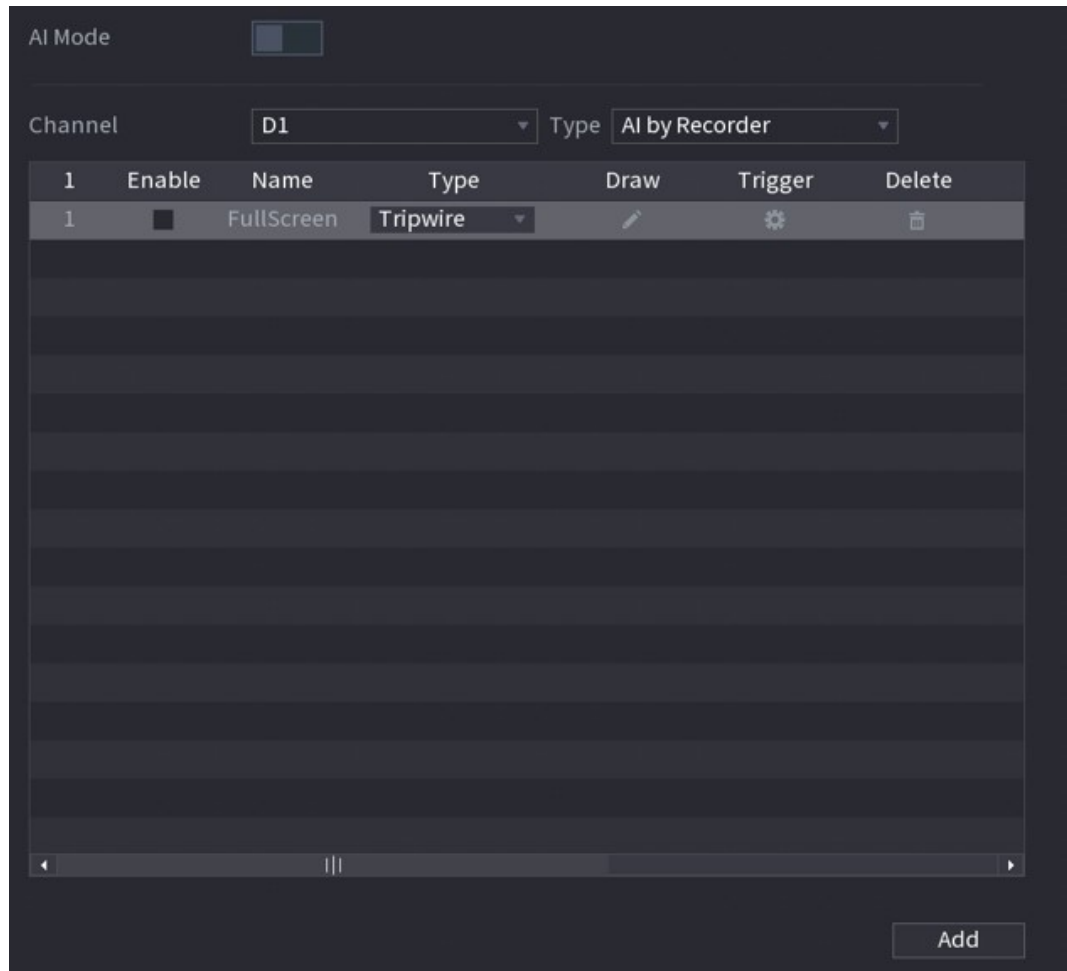 AI Mode
Channel D1 Type AI by Recorder
1 Enable Name Type Draw Trigger Delete
1 FullScreen Tripwire
Add